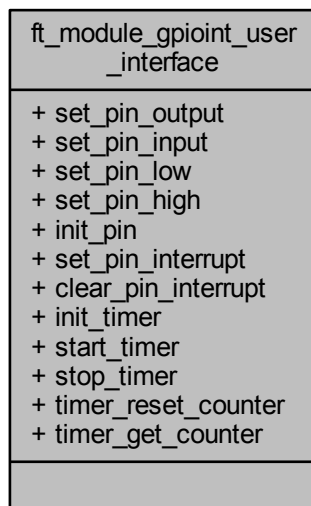 ft_module_gpioint_user
_interface
+ set_pin_output
+ set_pin_input
+ set_pin_low
+ set_pin_high
+ init_pin
+ set_pin_interrupt
+ clear_pin_interrupt
+ init_timer
+ start_timer
+ stop_timer
+ timer_reset_counter
+ timer_get_counter